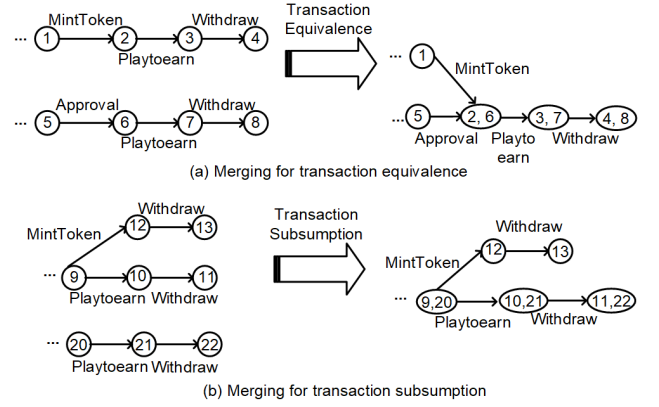 MintToken Withdraw
... 1 2 3 4
Playtoearn
Approval Withdraw
... 5 6 7 8
Playtoearn
Transaction
Equivalence
... 1
MintToken
... 5 2, 6 3, 7 4, 8
Approval Playto Withdraw
earn
(a) Merging for transaction equivalence
Withdraw
12 13
MintToken
... 9 10 11
Playtoearn Withdraw
... 20 21 22
Playtoearn Withdraw
Transaction
Subsumption
Withdraw
12 13
MintToken
... 9,20 10,21 11,22
Playtoearn Withdraw
(b) Merging for transaction subsumption